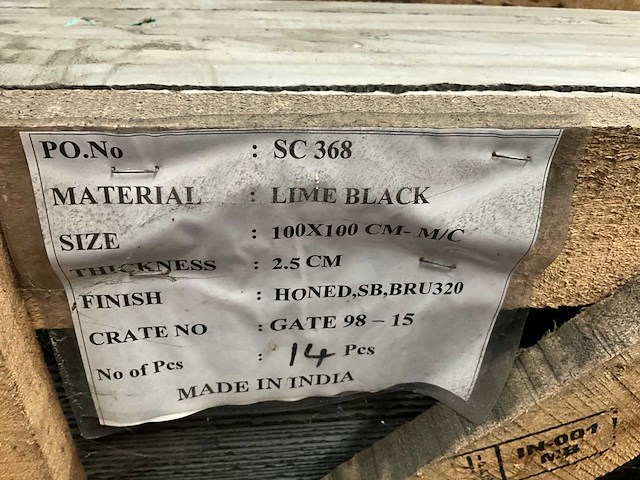 PO.No : SC 368
MATERIAL : LIME BLACK
SIZE : 100X100 CM- M/C
THICKNESS : 2.5 CM
FINISH : HONED,SB,BRU320
CRATE NO : GATE 98 – 15
No of Pcs : 14 Pcs
MADE IN INDIA
IN-001
MB